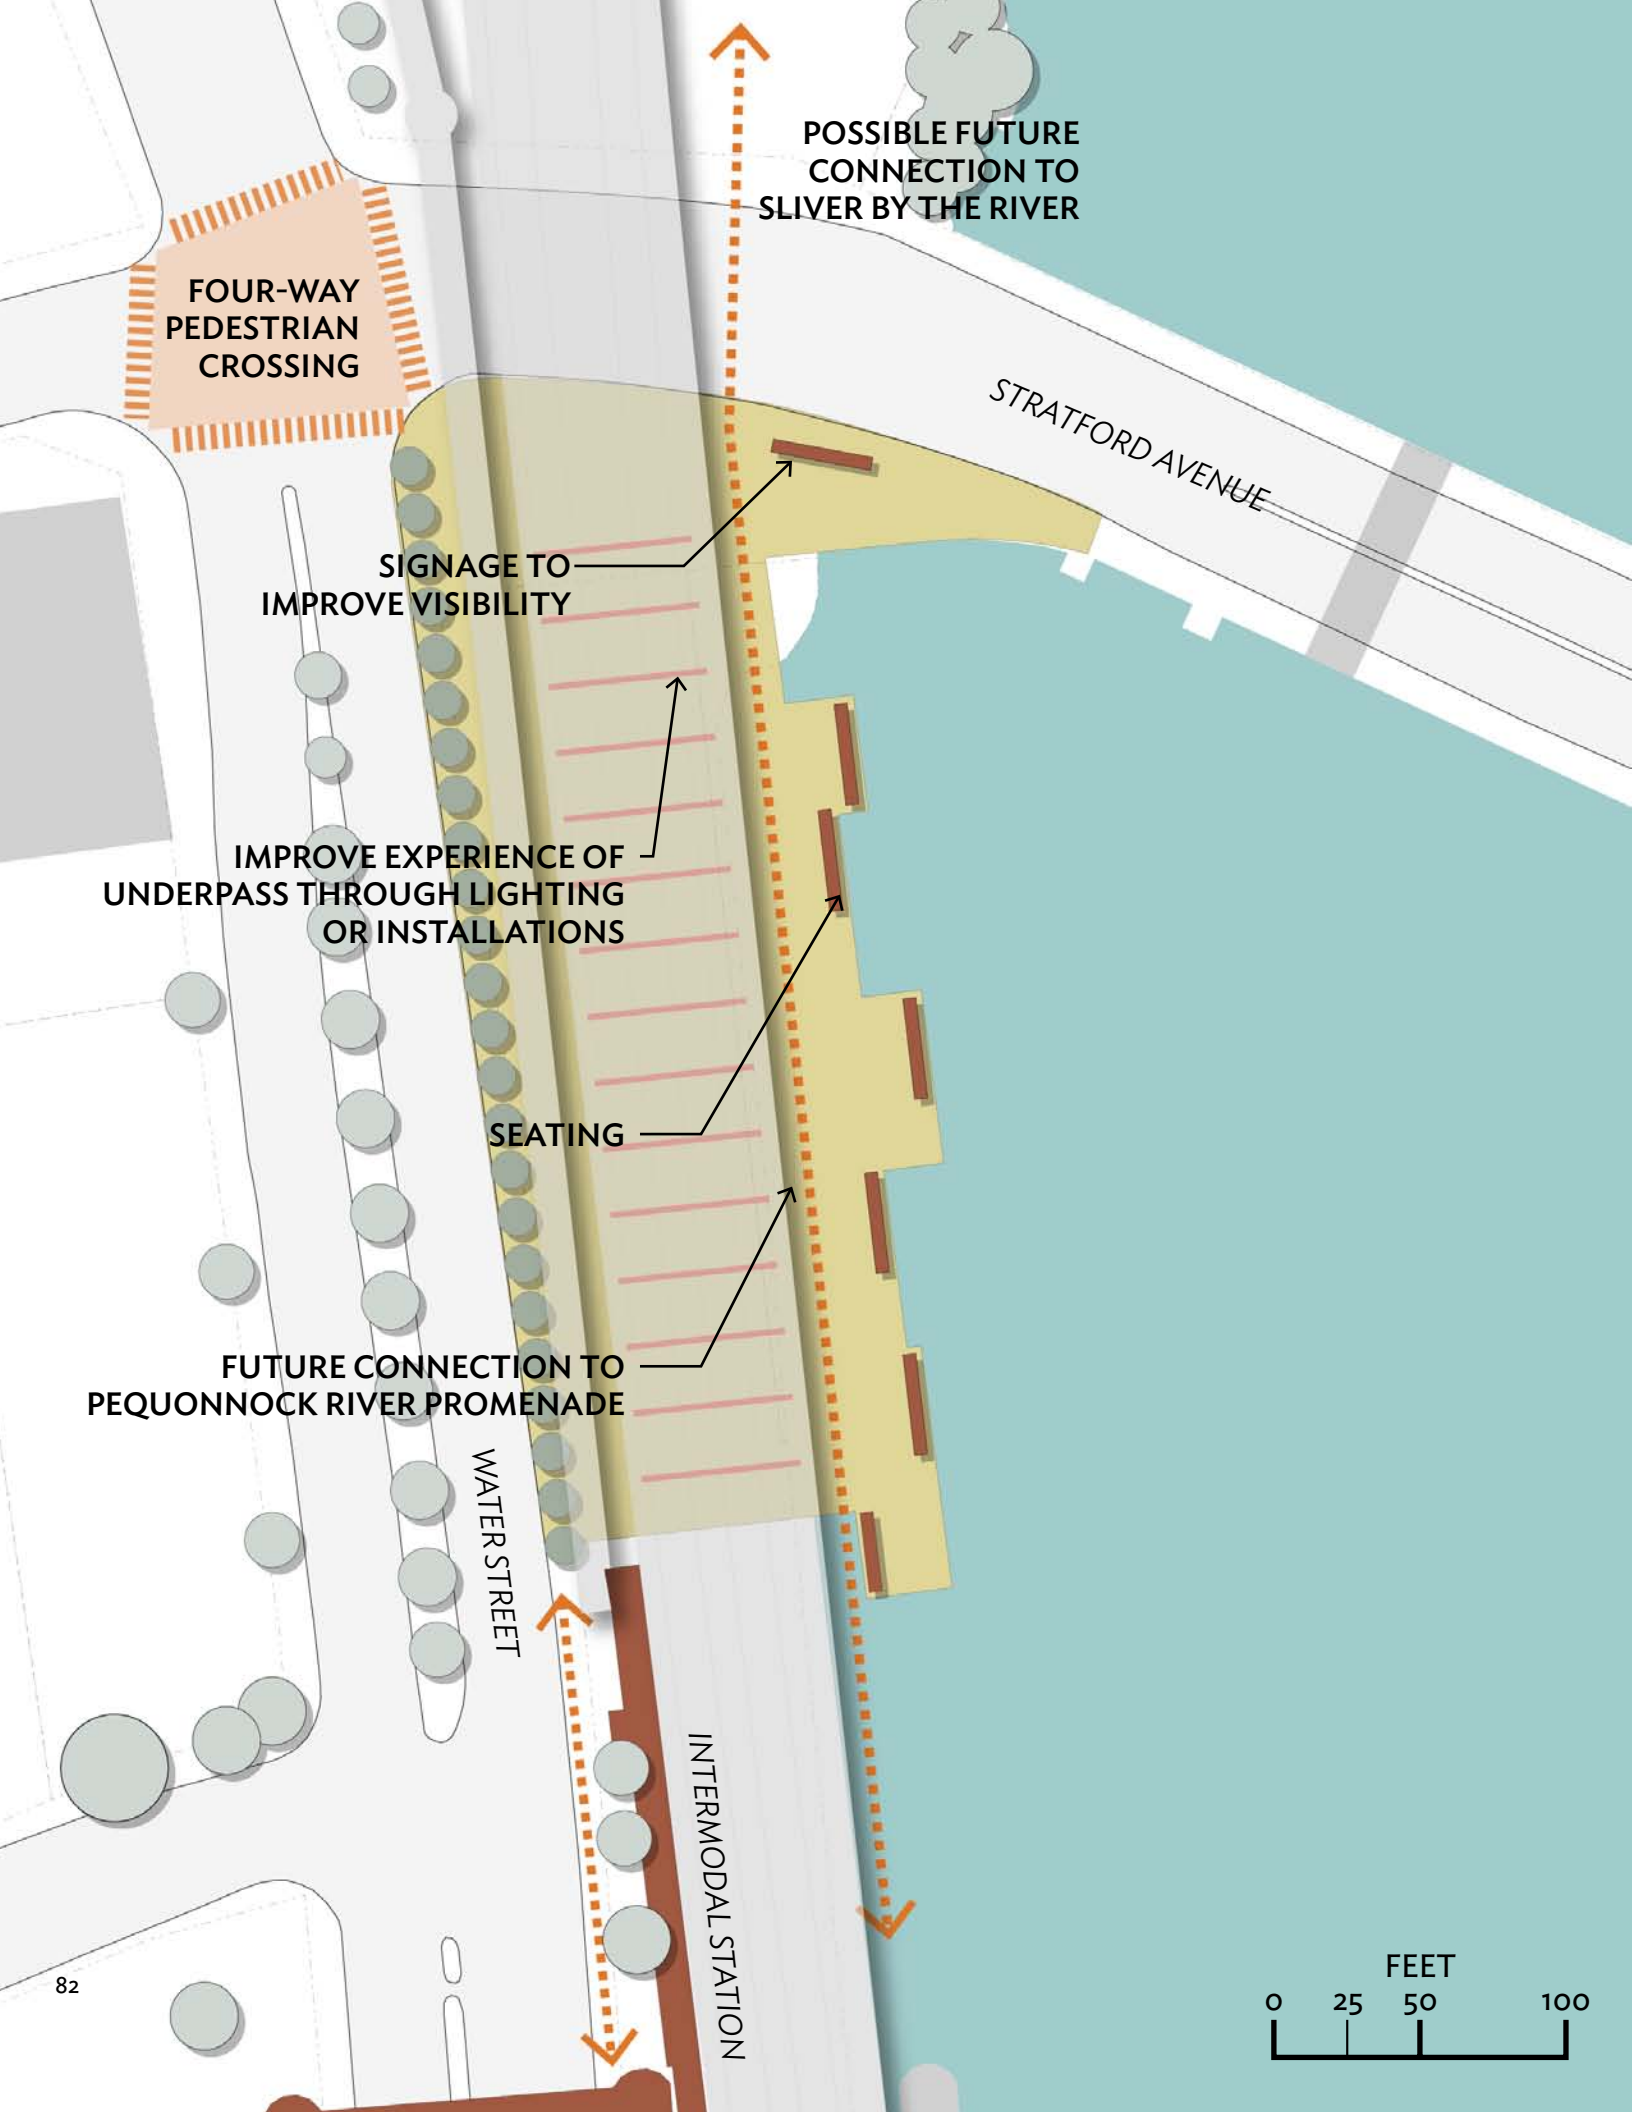 POSSIBLE FUTURE
CONNECTION TO
SLIVER BY THE RIVER
FOUR-WAY
PEDESTRIAN
CROSSING
STRATFORD AVENUE
SIGNAGE TO
IMPROVE VISIBILITY
IMPROVE EXPERIENCE OF
UNDERPASS THROUGH LIGHTING
OR INSTALLATIONS
SEATING
FUTURE CONNECTION TO
PEQUONNOCK RIVER PROMENADE
WATER STREET
INTERMODAL STATION
82
FEET
0 25 50 100